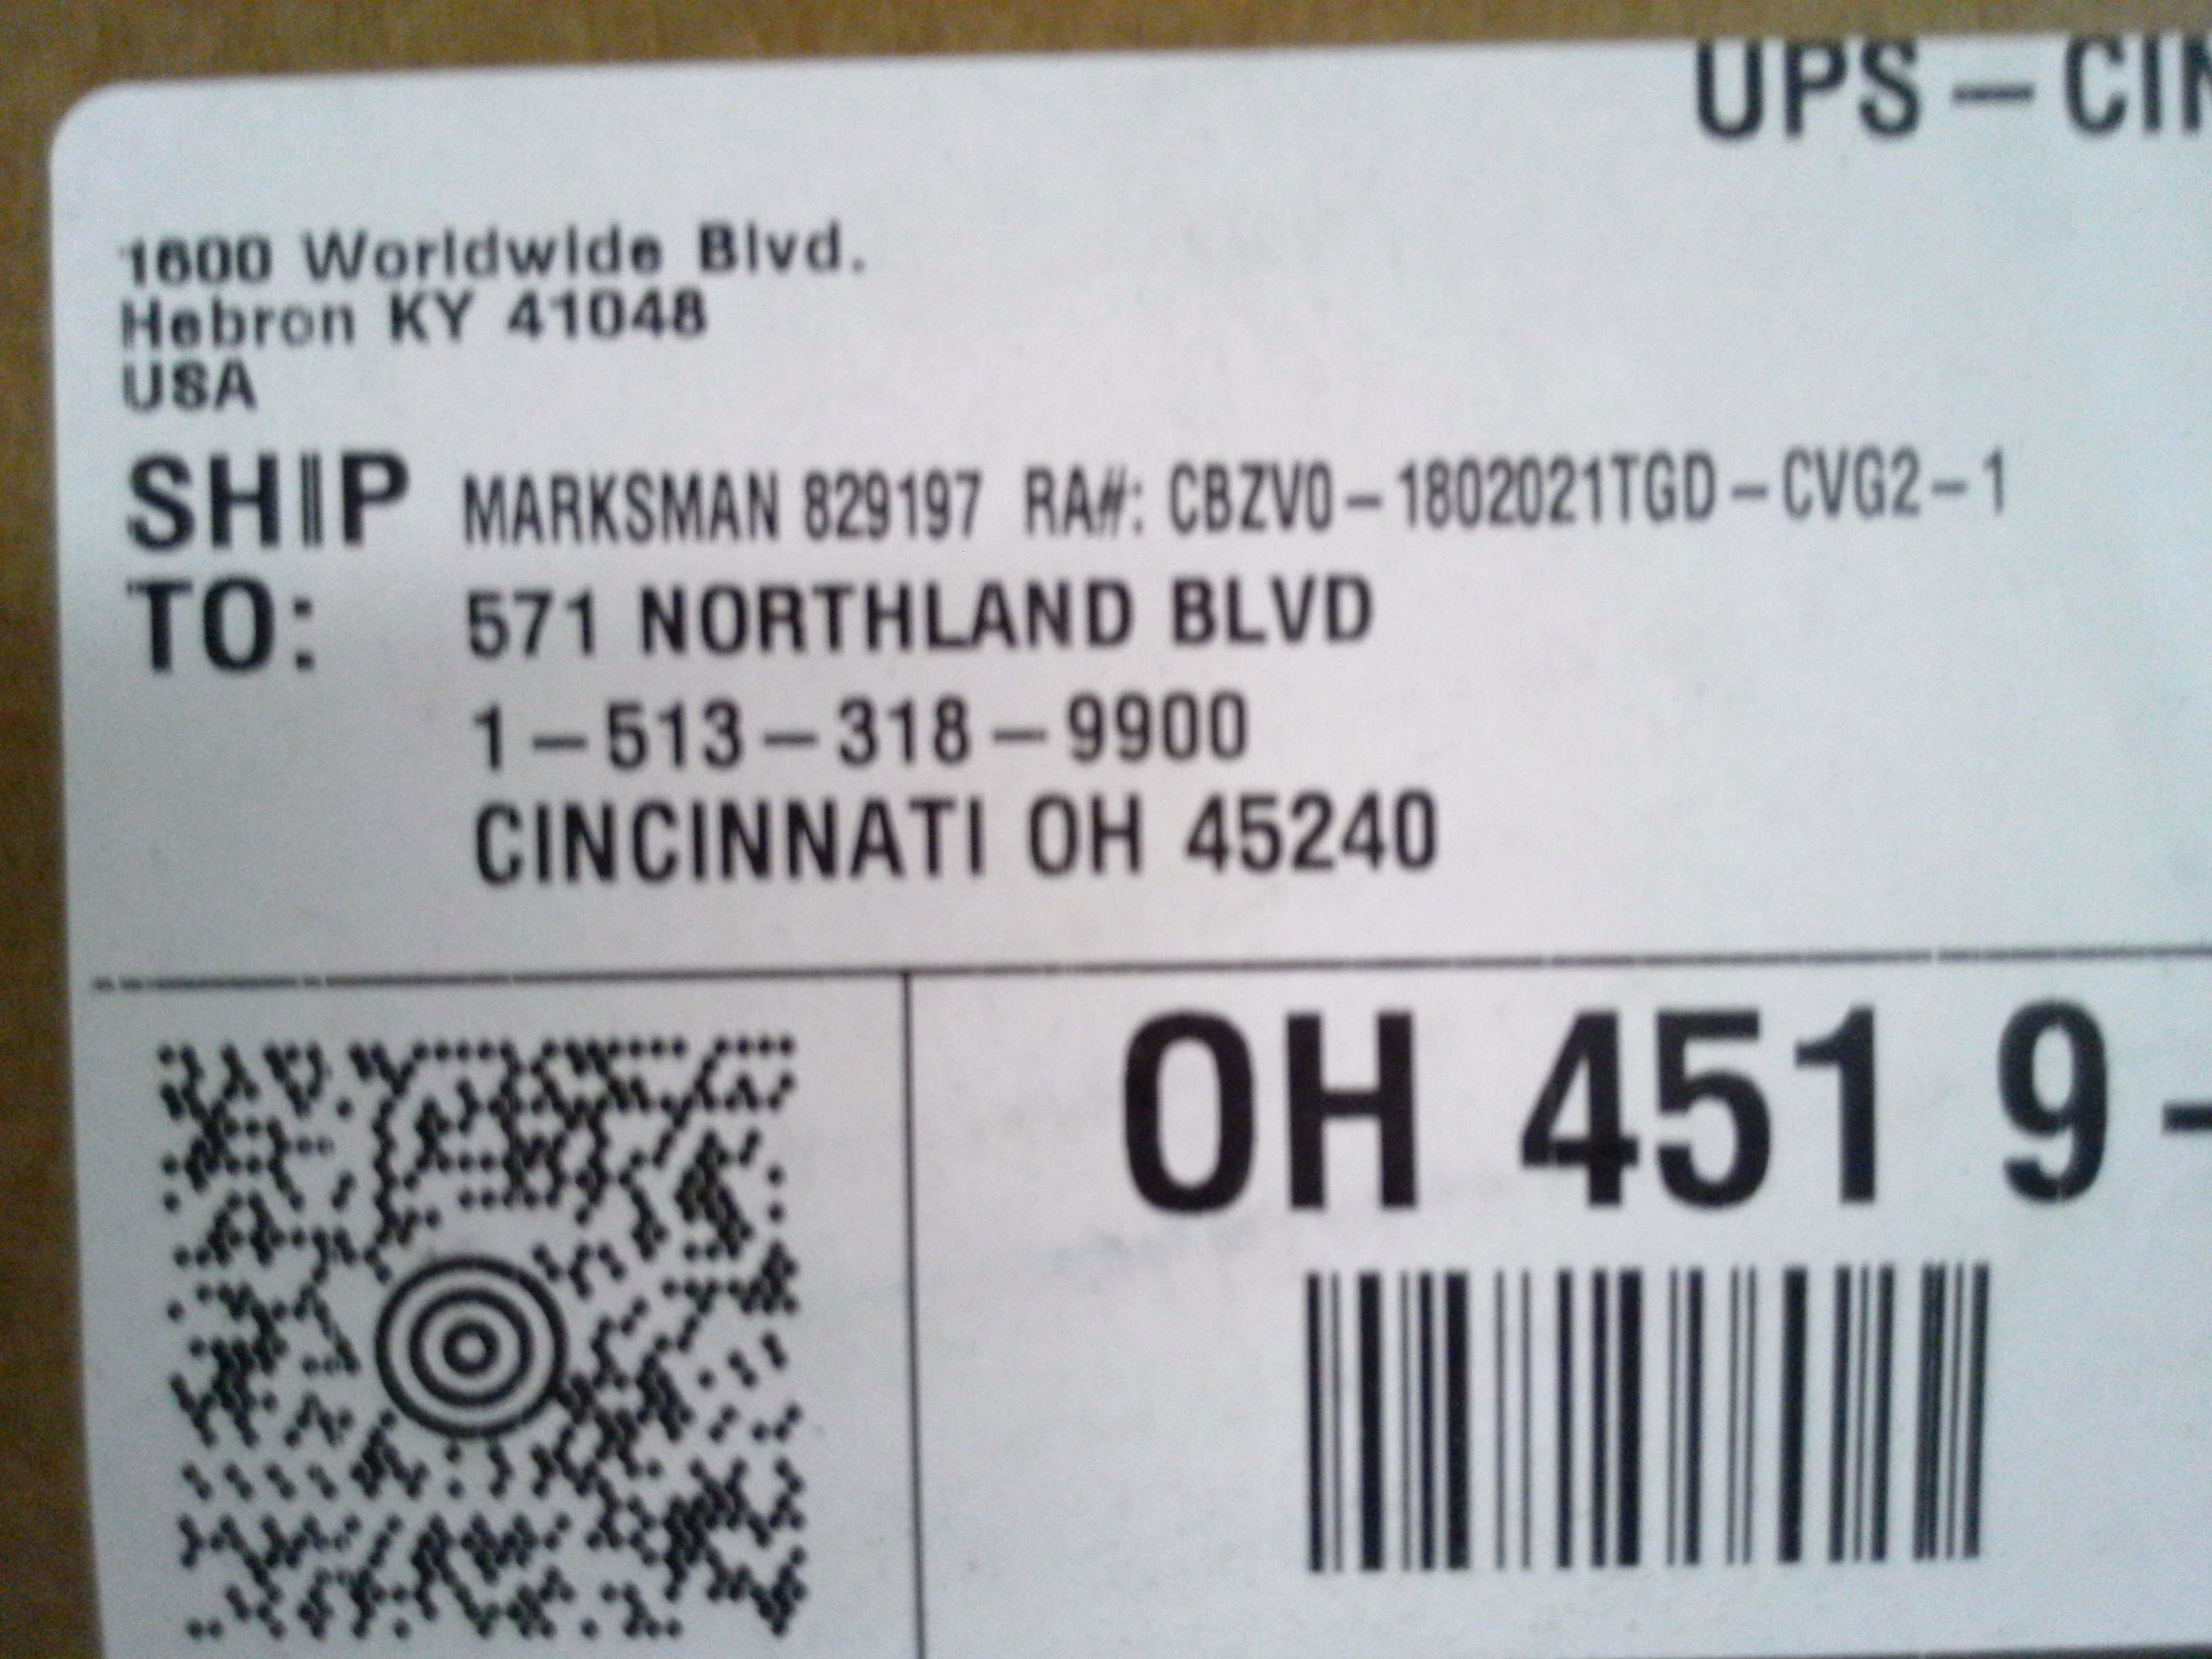 UPS - CIN
1600 Worldwide Blvd.
Hebron KY 41048
USA
SHIP TO: MARKSMAN 829197 RA#: CBZV0-1802021TGD-CVG2-1
571 NORTHLAND BLVD
1-513-318-9900
CINCINNATI OH 45240
OH 451 9-